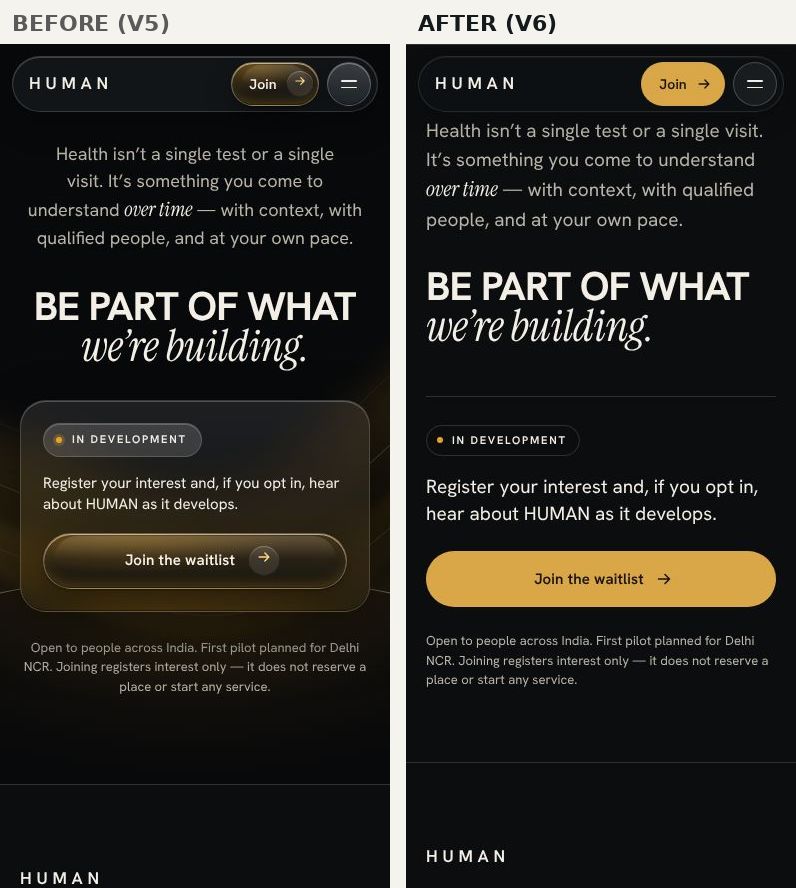 BEFORE (V5)
HUMAN
Join →
Health isn’t a single test or a single
visit. It’s something you come to
understand over time — with context, with
qualified people, and at your own pace.
BE PART OF WHAT
we’re building.
IN DEVELOPMENT
Register your interest and, if you opt in, hear
about HUMAN as it develops.
Join the waitlist →
Open to people across India. First pilot planned for Delhi
NCR. Joining registers interest only — it does not reserve a
place or start any service.
HUMAN
AFTER (V6)
HUMAN
Join →
Health isn’t a single test or a single visit.
It’s something you come to understand
over time — with context, with qualified
people, and at your own pace.
BE PART OF WHAT
we’re building.
IN DEVELOPMENT
Register your interest and, if you opt in,
hear about HUMAN as it develops.
Join the waitlist →
Open to people across India. First pilot planned for Delhi
NCR. Joining registers interest only — it does not reserve a
place or start any service.
HUMAN